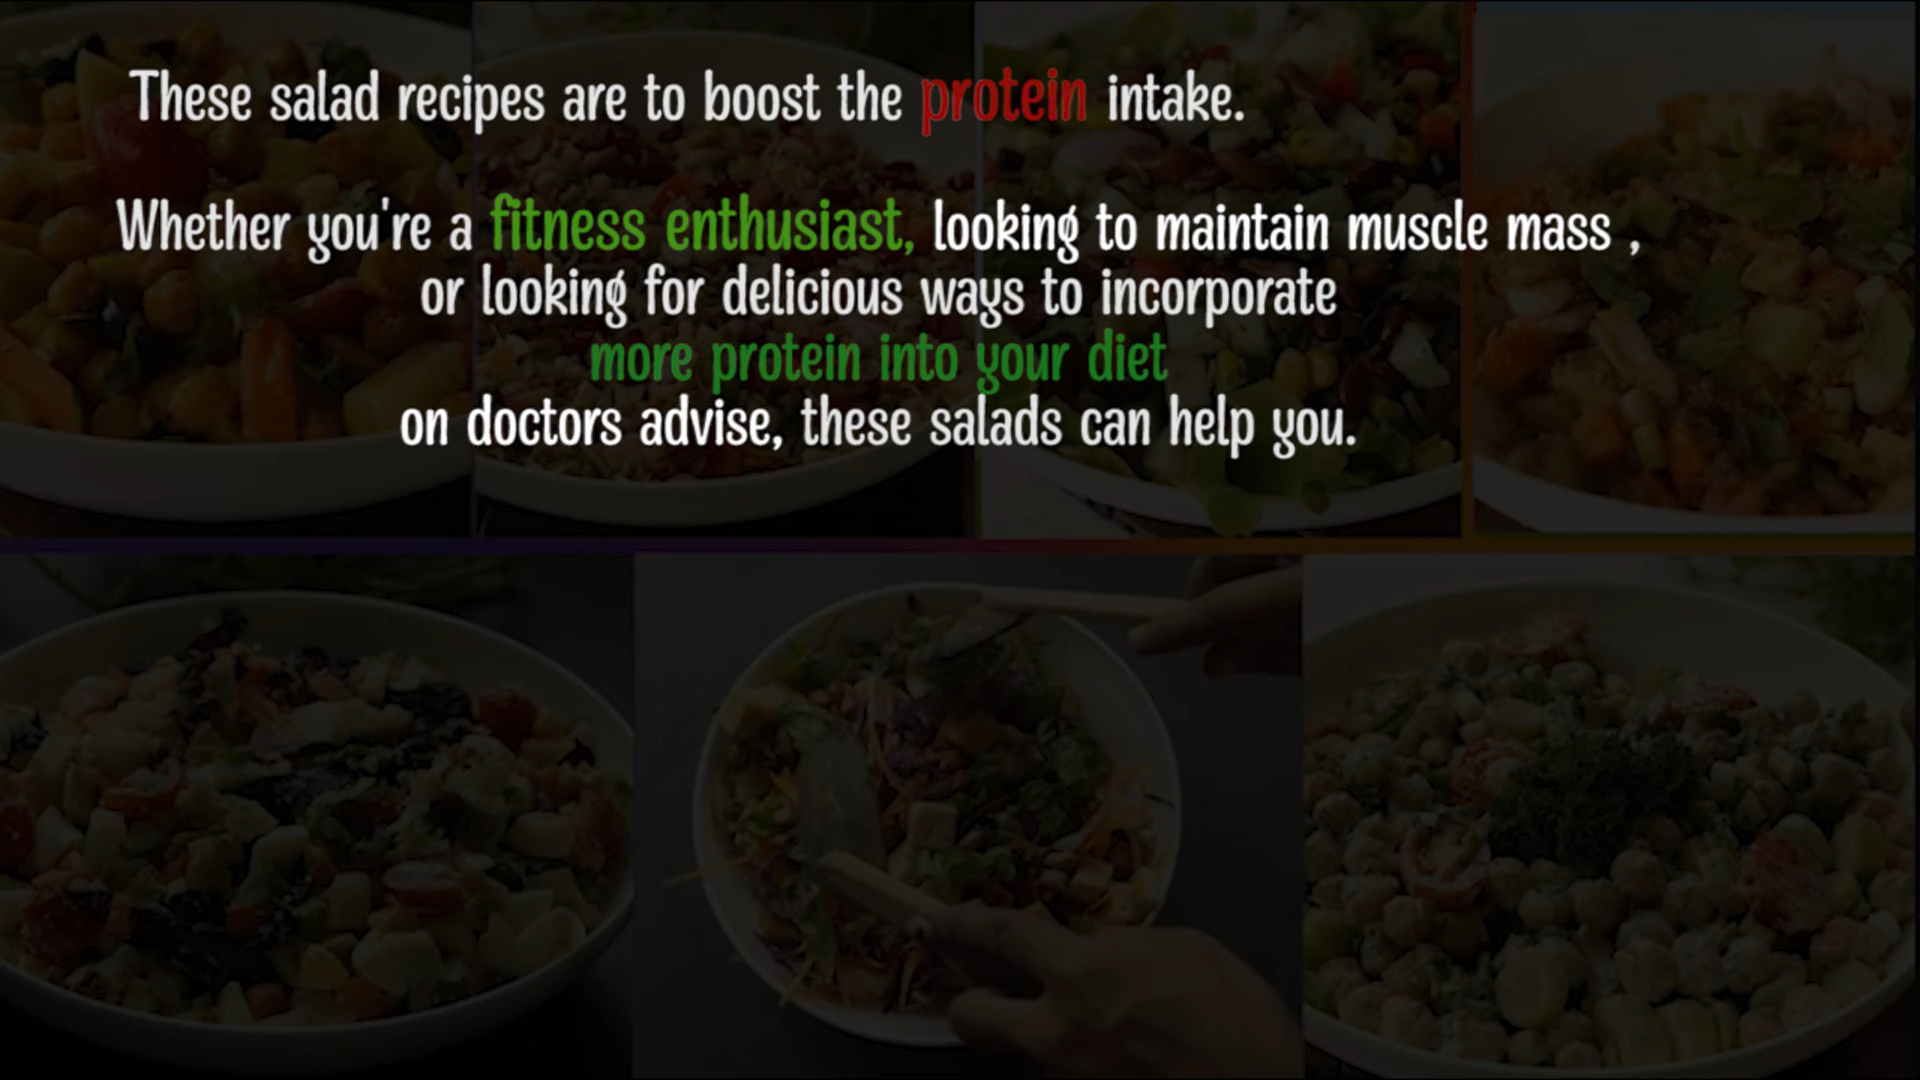 These salad recipes are to boost the protein intake.
Whether you're a fitness enthusiast, looking to maintain muscle mass ,
or looking for delicious ways to incorporate
more protein into your diet
on doctors advise, these salads can help you.